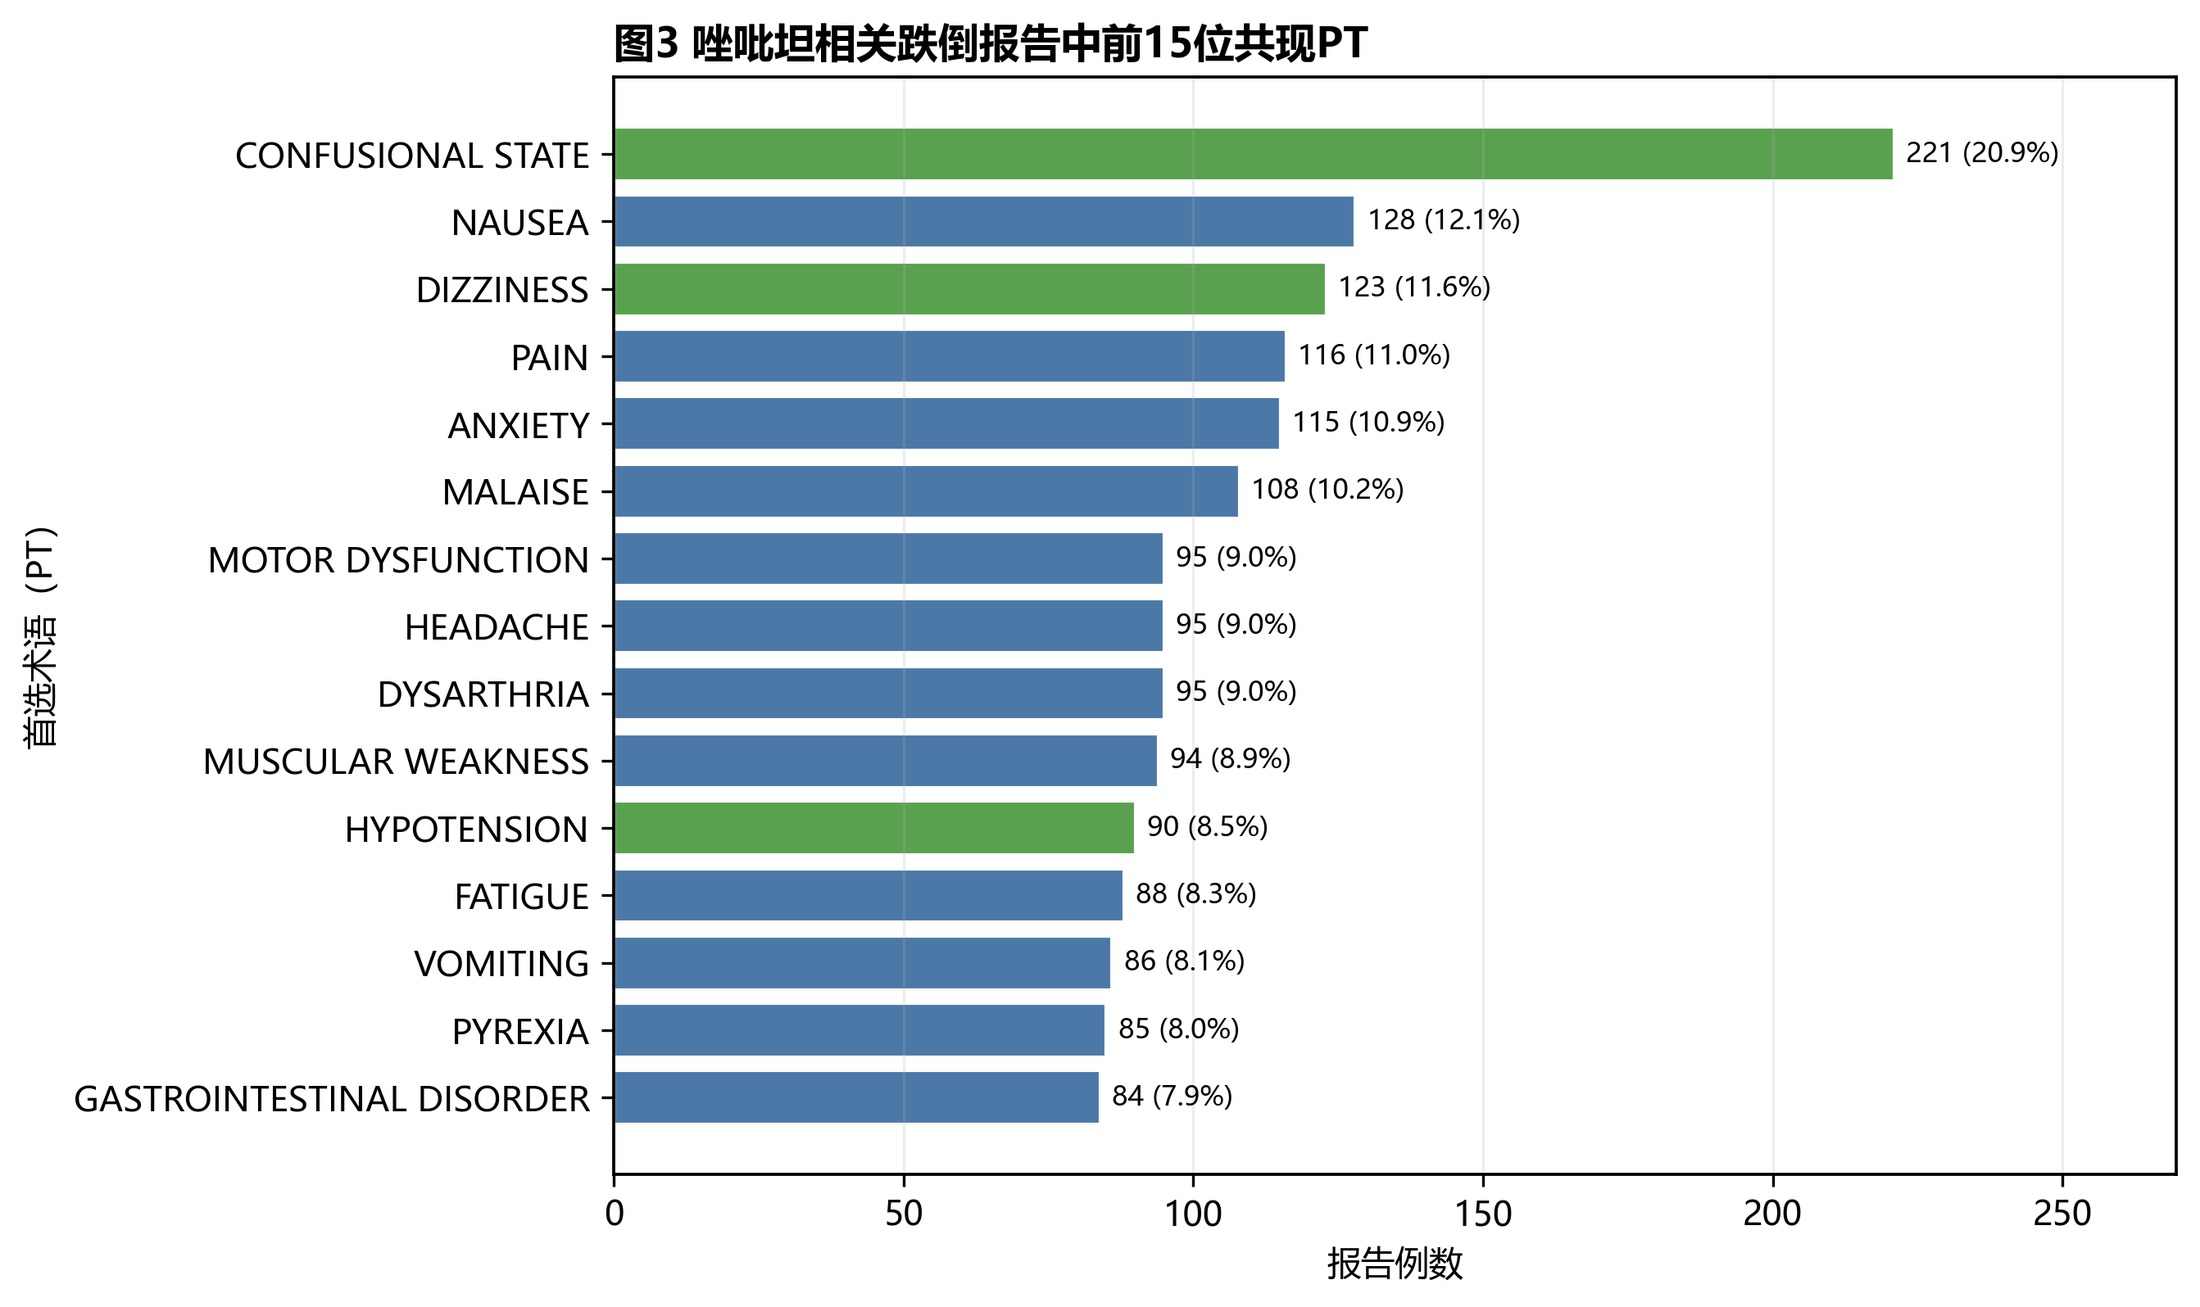 图3 唑吡坦相关跌倒报告中前15位共现PT
首选术语（PT）
CONFUSIONAL STATE 221 (20.9%)
NAUSEA 128 (12.1%)
DIZZINESS 123 (11.6%)
PAIN 116 (11.0%)
ANXIETY 115 (10.9%)
MALAISE 108 (10.2%)
MOTOR DYSFUNCTION 95 (9.0%)
HEADACHE 95 (9.0%)
DYSARTHRIA 95 (9.0%)
MUSCULAR WEAKNESS 94 (8.9%)
HYPOTENSION 90 (8.5%)
FATIGUE 88 (8.3%)
VOMITING 86 (8.1%)
PYREXIA 85 (8.0%)
GASTROINTESTINAL DISORDER 84 (7.9%)
0 50 100 150 200 250
报告例数